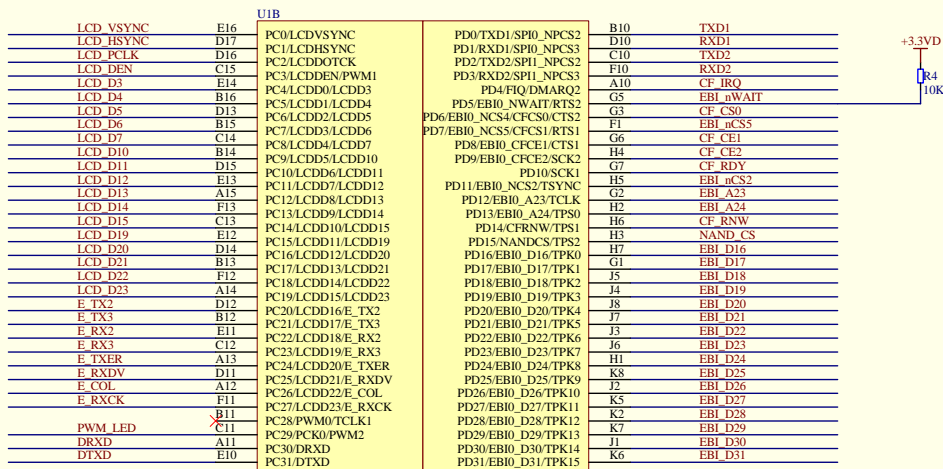 U1B
LCD_VSYNC E16 PC0/LCDVSYNC PD0/TXD1/SPI0_NPCS2 B10 TXD1
LCD_HSYNC D17 PC1/LCDHSYNC PD1/RXD1/SPI0_NPCS3 D10 RXD1
LCD_PCLK D16 PC2/LCDDOTCK PD2/TXD2/SPI1_NPCS2 C10 TXD2
+3.3VD
LCD_DEN C15 PC3/LCDDEN/PWM1 PD3/RXD2/SPI1_NPCS3 F10 RXD2
LCD_D3 E14 PC4/LCDD0/LCDD3 PD4/FIQ/DMARQ2 A10 CF_IRQ
R4
LCD_D4 B16 PC5/LCDD1/LCDD4 PD5/EBI0_NWAIT/RTS2 G5 EBI_nWAIT
10K
LCD_D5 D13 PC6/LCDD2/LCDD5 PD6/EBI0_NCS4/CFCS0/CTS2 G3 CF_CS0
LCD_D6 B15 PC7/LCDD3/LCDD6 PD7/EBI0_NCS5/CFCS1/RTS1 F1 EBI_nCS5
LCD_D7 C14 PC8/LCDD4/LCDD7 PD8/EBI0_CFCE1/CTS1 G6 CF_CE1
LCD_D10 B14 PC9/LCDD5/LCDD10 PD9/EBI0_CFCE2/SCK2 H4 CF_CE2
LCD_D11 D15 PC10/LCDD6/LCDD11 PD10/SCK1 G7 CF_RDY
LCD_D12 E13 PC11/LCDD7/LCDD12 PD11/EBI0_NCS2/TSYNC H5 EBI_nCS2
LCD_D13 A15 PC12/LCDD8/LCDD13 PD12/EBI0_A23/TCLK G2 EBI_A23
LCD_D14 F13 PC13/LCDD9/LCDD14 PD13/EBI0_A24/TPS0 H2 EBI_A24
LCD_D15 C13 PC14/LCDD10/LCDD15 PD14/CFRNW/TPS1 H6 CF_RNW
LCD_D19 E12 PC15/LCDD11/LCDD19 PD15/NANDCS/TPS2 H3 NAND_CS
LCD_D20 D14 PC16/LCDD12/LCDD20 PD16/EBI0_D16/TPK0 H7 EBI_D16
LCD_D21 B13 PC17/LCDD13/LCDD21 PD17/EBI0_D17/TPK1 G1 EBI_D17
LCD_D22 F12 PC18/LCDD14/LCDD22 PD18/EBI0_D18/TPK2 J5 EBI_D18
LCD_D23 A14 PC19/LCDD15/LCDD23 PD19/EBI0_D19/TPK3 J4 EBI_D19
E_TX2 D12 PC20/LCDD16/E_TX2 PD20/EBI0_D20/TPK4 J8 EBI_D20
E_TX3 B12 PC21/LCDD17/E_TX3 PD21/EBI0_D21/TPK5 J7 EBI_D21
E_RX2 E11 PC22/LCDD18/E_RX2 PD22/EBI0_D22/TPK6 J3 EBI_D22
E_RX3 C12 PC23/LCDD19/E_RX3 PD23/EBI0_D23/TPK7 J6 EBI_D23
E_TXER A13 PC24/LCDD20/E_TXER PD24/EBI0_D24/TPK8 H1 EBI_D24
E_RXDV D11 PC25/LCDD21/E_RXDV PD25/EBI0_D25/TPK9 K8 EBI_D25
E_COL A12 PC26/LCDD22/E_COL PD26/EBI0_D26/TPK10 J2 EBI_D26
E_RXCK F11 PC27/LCDD23/E_RXCK PD27/EBI0_D27/TPK11 K5 EBI_D27
B11 PC28/PWM0/TCLK1 PD28/EBI0_D28/TPK12 K2 EBI_D28
PWM_LED C11 PC29/PCK0/PWM2 PD29/EBI0_D29/TPK13 K7 EBI_D29
DRXD A11 PC30/DRXD PD30/EBI0_D30/TPK14 J1 EBI_D30
DTXD E10 PC31/DTXD PD31/EBI0_D31/TPK15 K6 EBI_D31